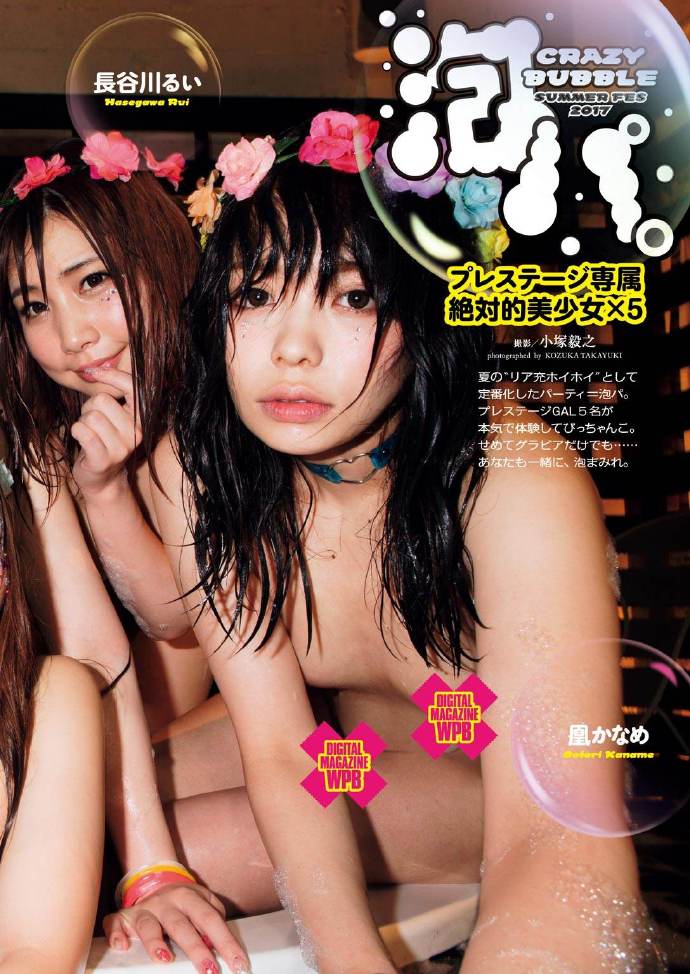 長谷川るい
Hasegawa Rui
泡パ。
CRAZY
BUBBLE
SUMMER FES
2017
プレステージ専属
絶対的美少女×5
撮影／小塚毅之
photographed by KOZUKA TAKAYUKI
夏の“リア充ホイホイ”として
定番化したパーティ＝泡パ。
プレステージGAL５名が
本気で体験してびっちゃんこ。
せめてグラビアだけでも……
あなたも一緒に、泡まみれ。
DIGITAL
MAGAZINE
WPB
DIGITAL
MAGAZINE
WPB
凰かなめ
Ootori Kaname